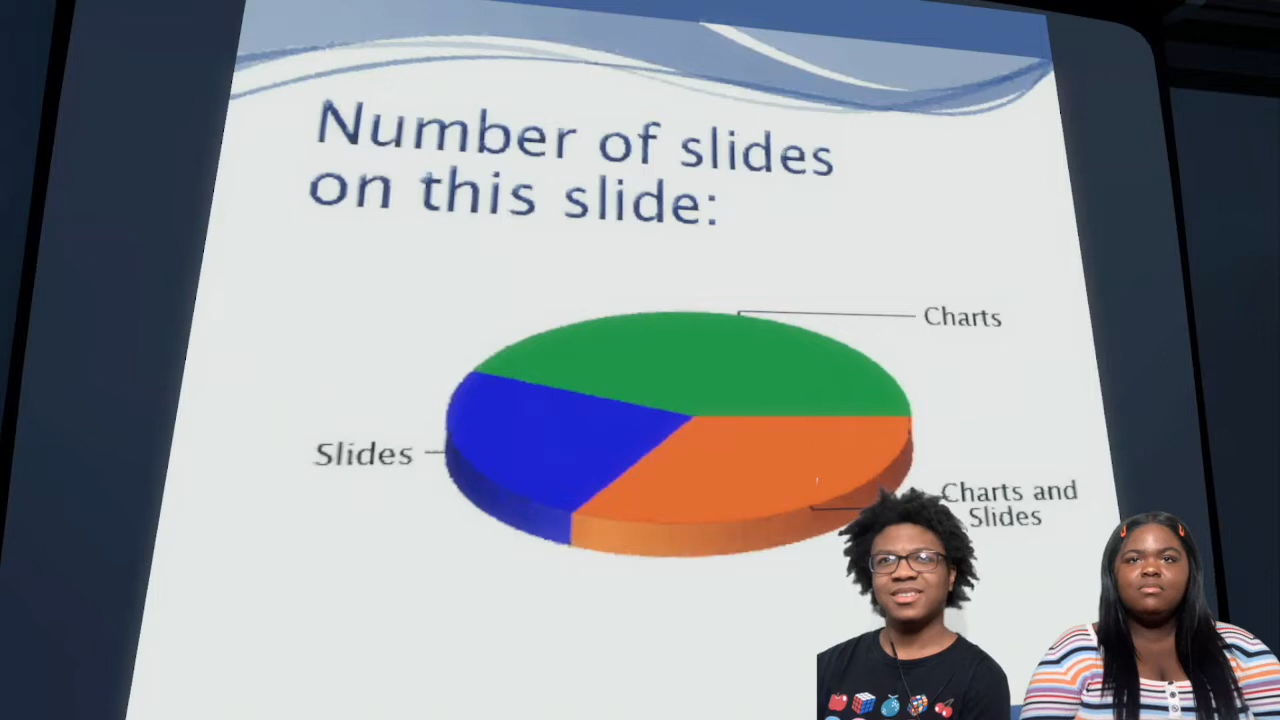 Number of slides
on this slide:
Charts
Slides
Charts and
Slides